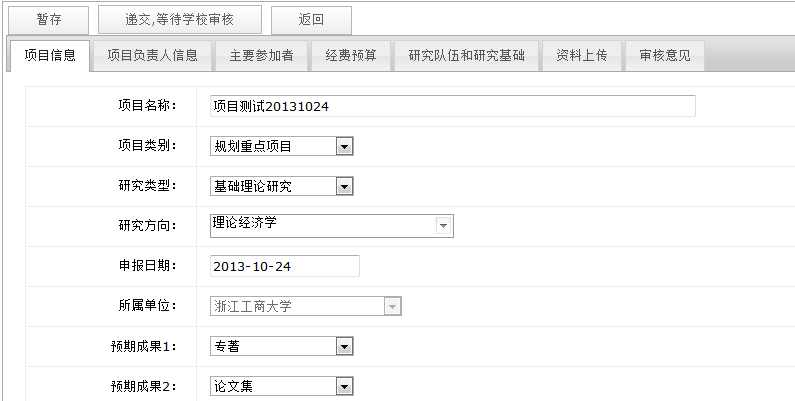 暂存 递交,等待学校审核 返回
项目信息 项目负责人信息 主要参加者 经费预算 研究队伍和研究基础 资料上传 审核意见
项目名称： 项目测试20131024
项目类别： 规划重点项目
研究类型： 基础理论研究
研究方向： 理论经济学
申报日期： 2013-10-24
所属单位： 浙江工商大学
预期成果1： 专著
预期成果2： 论文集